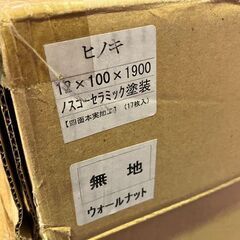 ヒノキ
12×100×1900
ノスコーセラミック塗装
【四面本実加工】(17枚入)
無地
ウォールナット